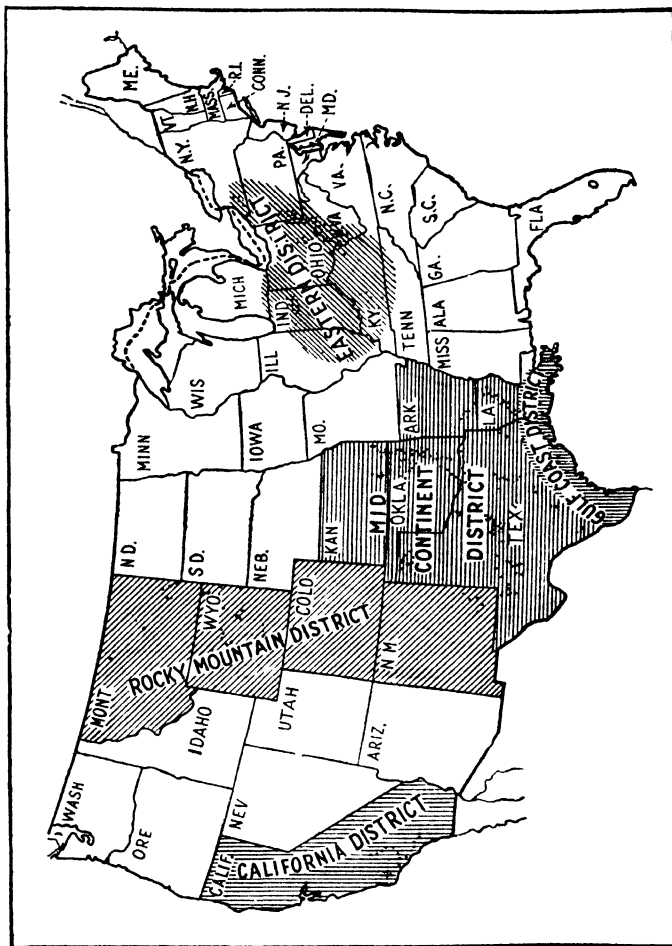 WASH
ORE
CALIF.
NEV
IDAHO
MONT
WYO.
UTAH
COLO
ARIZ.
N M
N D.
S D.
NEB.
KAN
OKLA.
TEX
MINN
IOWA
MO.
ARK
LA.
WIS
ILL
MICH
IND.
OHIO
KY.
TENN
MISS
ALA
GA.
FLA
S.C.
N.C.
VA.
W VA
PA.
N.Y.
VT.
N.H.
ME.
MASS.
R.I.
CONN.
N J.
DEL.
MD.
CALIFORNIA DISTRICT
ROCKY MOUNTAIN DISTRICT
MID
CONTINENT
DISTRICT
GULF COAST DISTRICT
EASTERN DISTRICT